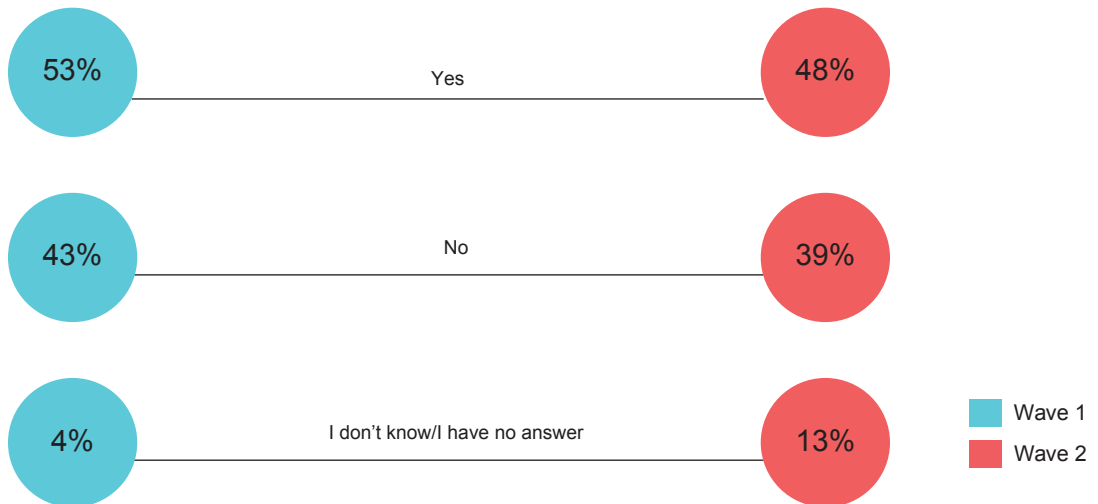 53%
Yes
48%
43%
No
39%
4%
I don't know/I have no answer
13%
Wave 1
Wave 2